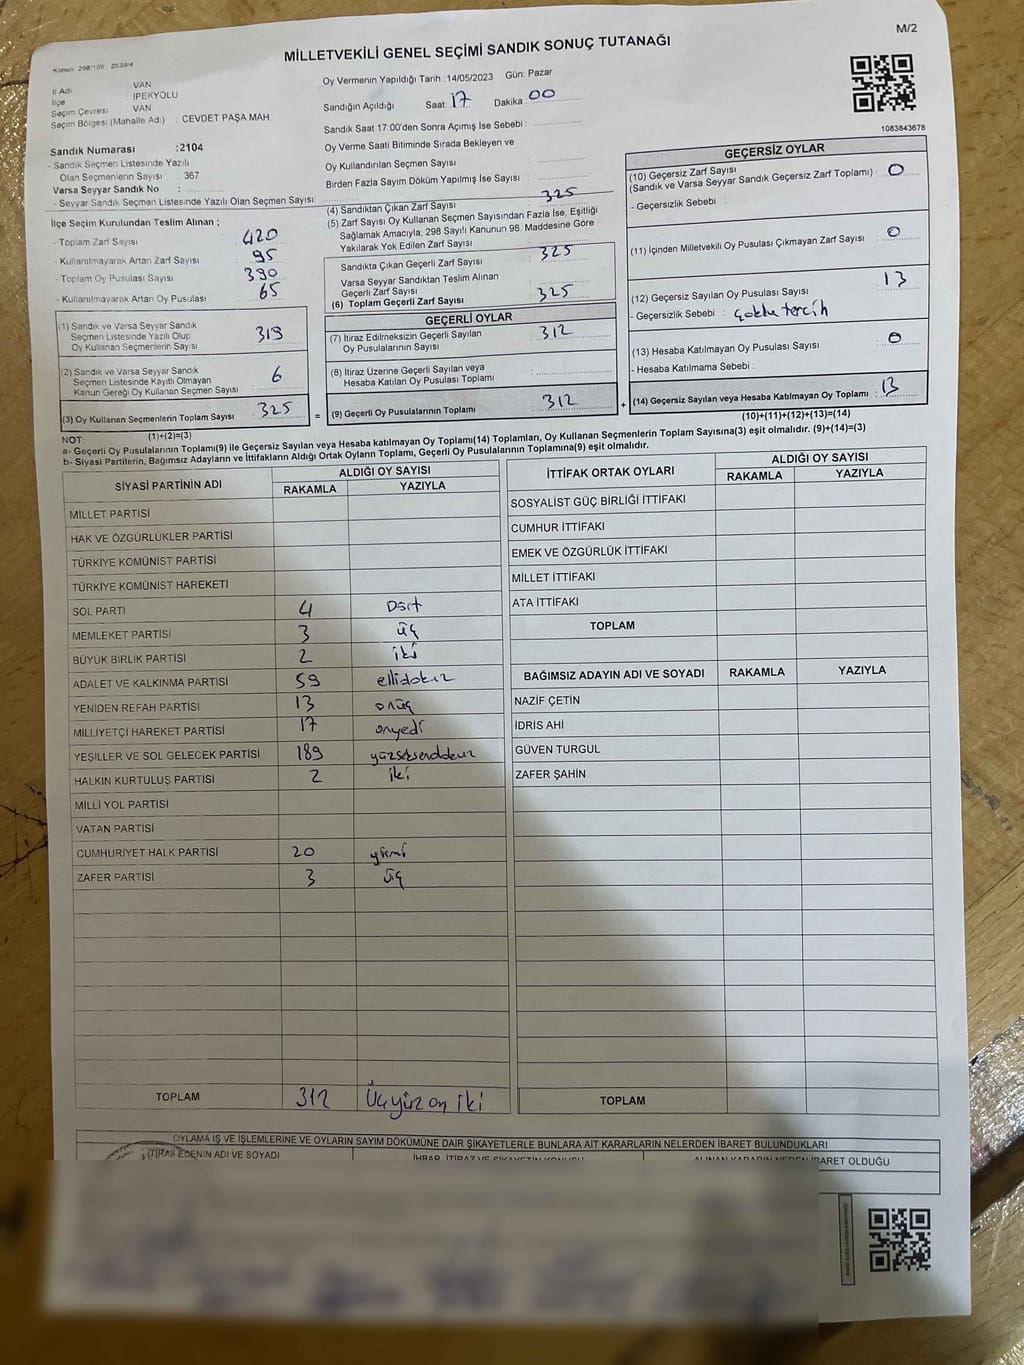 M/2
MİLLETVEKİLİ GENEL SEÇİMİ SANDIK SONUÇ TUTANAĞI
Kanun: 298/105 , 2839/4
İl Adı VAN
İlçe İPEKYOLU
Seçim Çevresi VAN
Seçim Bölgesi (Mahalle Adı) : CEVDET PAŞA MAH.
Sandık Numarası :2104
- Sandık Seçmen Listesinde Yazılı
Olan Seçmenlerin Sayısı : 367
Varsa Seyyar Sandık No :
- Seyyar Sandık Seçmen Listesinde Yazılı Olan Seçmen Sayısı:
Oy Vermenin Yapıldığı Tarih :14/05/2023 Gün: Pazar
Sandığın Açıldığı Saat: 17 Dakika: 00
Sandık Saat 17:00'den Sonra Açımış İse Sebebi :
Oy Verme Saati Bitiminde Sırada Bekleyen ve
Oy Kullandırılan Seçmen Sayısı :
Birden Fazla Sayım Döküm Yapılmış İse Sayısı :
1083843678
İlçe Seçim Kurulundan Teslim Alınan ;
- Toplam Zarf Sayısı : 420
- Kullanılmayarak Artan Zarf Sayısı : 95
- Toplam Oy Pusulası Sayısı : 390
- Kullanılmayarak Artan Oy Pusulası : 65
(1) Sandık ve Varsa Seyyar Sandık
Seçmen Listesinde Yazılı Olup
Oy Kullanan Seçmenlerin Sayısı : 319
(2) Sandık ve Varsa Seyyar Sandık
Seçmen Listesinde Kayıtlı Olmayan
Kanun Gereği Oy Kullanan Seçmen Sayısı : 6
(3) Oy Kullanan Seçmenlerin Toplam Sayısı : 325
(1)+(2)=(3)
(4) Sandıktan Çıkan Zarf Sayısı : 325
(5) Zarf Sayısı Oy Kullanan Seçmen Sayısından Fazla İse, Eşitliği
Sağlamak Amacıyla; 298 Sayılı Kanunun 98. Maddesine Göre
Yakılarak Yok Edilen Zarf Sayısı
Sandıkta Çıkan Geçerli Zarf Sayısı : 325
Varsa Seyyar Sandıktan Teslim Alınan
Geçerli Zarf Sayısı
(6) Toplam Geçerli Zarf Sayısı : 325
GEÇERLİ OYLAR
(7) İtiraz Edilmeksizin Geçerli Sayılan
Oy Pusulalarının Sayısı : 312
(8) İtiraz Üzerine Geçerli Sayılan veya
Hesaba Katılan Oy Pusulası Toplamı :
= (9) Geçerli Oy Pusulalarının Toplamı : 312 +
GEÇERSİZ OYLAR
(10) Geçersiz Zarf Sayısı
(Sandık ve Varsa Seyyar Sandık Geçersiz Zarf Toplamı) : 0
- Geçersizlik Sebebi :
(11) İçinden Milletvekili Oy Pusulası Çıkmayan Zarf Sayısı : 0
(12) Geçersiz Sayılan Oy Pusulası Sayısı : 13
- Geçersizlik Sebebi : Çoklu tercih
(13) Hesaba Katılmayan Oy Pusulası Sayısı : 0
- Hesaba Katılmama Sebebi :
(14) Geçersiz Sayılan veya Hesaba Katılmayan Oy Toplamı : 13
(10)+(11)+(12)+(13)=(14)
NOT:
a- Geçerli Oy Pusulalarının Toplamı(9) ile Geçersiz Sayılan veya Hesaba katılmayan Oy Toplamı(14) Toplamları, Oy Kullanan Seçmenlerin Toplam Sayısına(3) eşit olmalıdır. (9)+(14)=(3)
b- Siyasi Partilerin, Bağımsız Adayların ve İttifakların Aldığı Ortak Oyların Toplamı, Geçerli Oy Pusulalarının Toplamına(9) eşit olmalıdır.
SİYASİ PARTİNİN ADI ALDIĞI OY SAYISI
RAKAMLA YAZIYLA
MİLLET PARTİSİ
HAK VE ÖZGÜRLÜKLER PARTİSİ
TÜRKİYE KOMÜNİST PARTİSİ
TÜRKİYE KOMÜNİST HAREKETİ
SOL PARTİ 4 Dört
MEMLEKET PARTİSİ 3 üç
BÜYÜK BİRLİK PARTİSİ 2 iki
ADALET VE KALKINMA PARTİSİ 59 ellidokuz
YENİDEN REFAH PARTİSİ 13 onüç
MİLLİYETÇİ HAREKET PARTİSİ 17 onyedi
YEŞİLLER VE SOL GELECEK PARTİSİ 189 yüzseksendokuz
HALKIN KURTULUŞ PARTİSİ 2 iki
MİLLİ YOL PARTİSİ
VATAN PARTİSİ
CUMHURİYET HALK PARTİSİ 20 yirmi
ZAFER PARTİSİ 3 üç
TOPLAM 312 Üçyüz on iki
İTTİFAK ORTAK OYLARI ALDIĞI OY SAYISI
RAKAMLA YAZIYLA
SOSYALİST GÜÇ BİRLİĞİ İTTİFAKI
CUMHUR İTTİFAKI
EMEK VE ÖZGÜRLÜK İTTİFAKI
MİLLET İTTİFAKI
ATA İTTİFAKI
TOPLAM
BAĞIMSIZ ADAYIN ADI VE SOYADI RAKAMLA YAZIYLA
NAZİF ÇETİN
İDRİS AHİ
GÜVEN TURGUL
ZAFER ŞAHİN
TOPLAM
OYLAMA İŞ VE İŞLEMLERİNE VE OYLARIN SAYIM DÖKÜMÜNE DAİR ŞİKAYETLERLE BUNLARA AİT KARARLARIN NELERDEN İBARET BULUNDUKLARI
İTİRAZ EDENİN ADI VE SOYADI İHBAR, İTİRAZ VE ŞİKAYETİN KONUSU ALINAN KARARIN NEDEN İBARET OLDUĞU